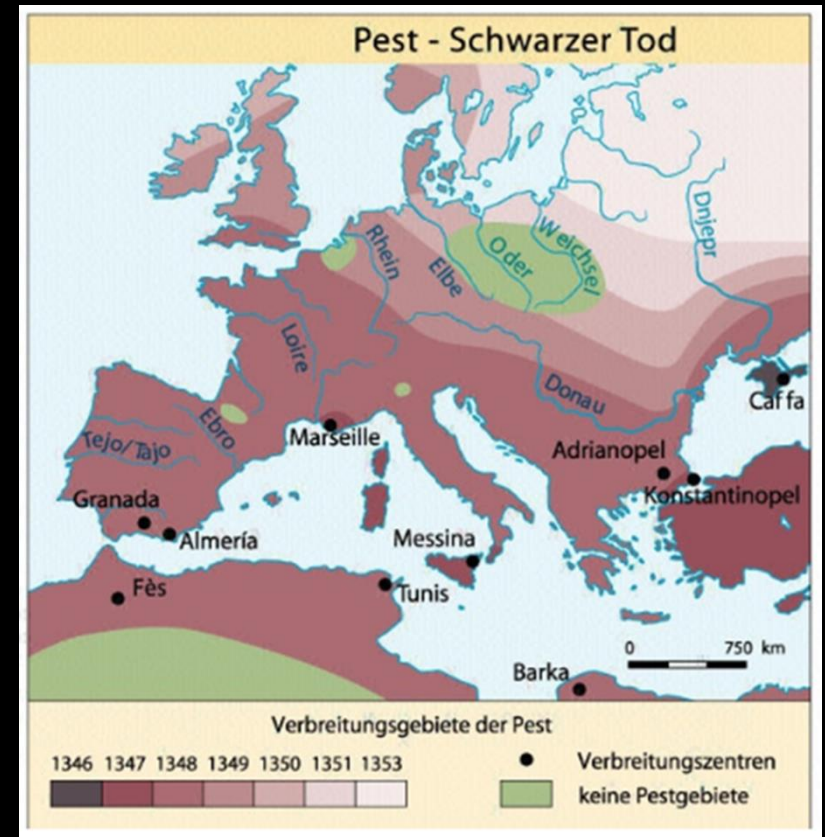 Pest - Schwarzer Tod
Rhein
Elbe
Oder
Weichsel
Dnjepr
Loire
Donau
Caffa
Ebro
Marseille
Tejo/Tajo
Adrianopel
Konstantinopel
Granada
Almería
Messina
Fès
Tunis
0 750 km
Barka
Verbreitungsgebiete der Pest
1346 1347 1348 1349 1350 1351 1353
Verbreitungszentren
keine Pestgebiete